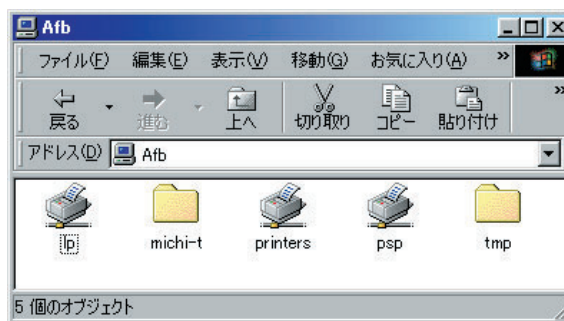 Afb
ファイル(F) 編集(E) 表示(V) 移動(G) お気に入り(A) »
戻る 進む 上へ 切り取り コピー 貼り付け »
アドレス(D) Afb
lp michi-t printers psp tmp
5 個のオブジェクト